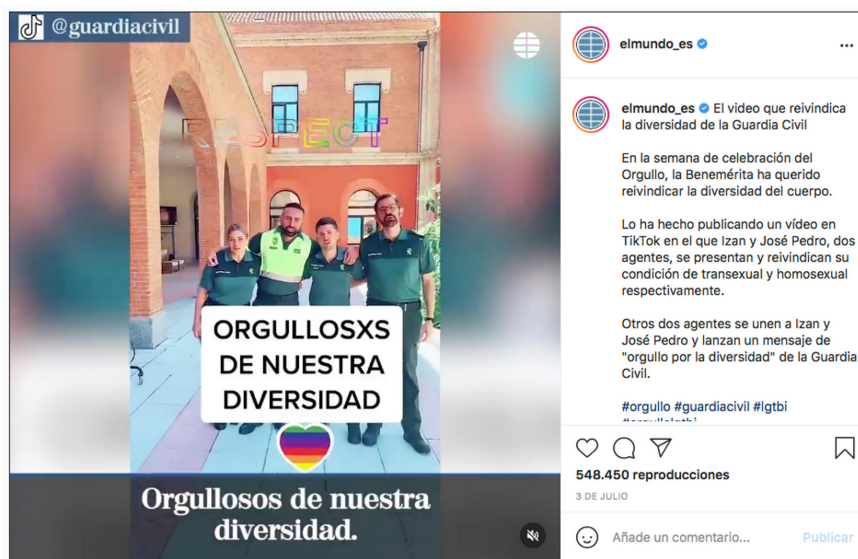 @guardiacivil
RESPECT
ORGULLOSXS
DE NUESTRA
DIVERSIDAD
Orgullosos de nuestra
diversidad.
elmundo_es
elmundo_es El video que reivindica
la diversidad de la Guardia Civil
En la semana de celebración del
Orgullo, la Benemérita ha querido
reivindicar la diversidad del cuerpo.
Lo ha hecho publicando un vídeo en
TikTok en el que Izan y José Pedro, dos
agentes, se presentan y reivindican su
condición de transexual y homosexual
respectivamente.
Otros dos agentes se unen a Izan y
José Pedro y lanzan un mensaje de
"orgullo por la diversidad" de la Guardia
Civil.
#orgullo #guardiacivil #lgtbi
548.450 reproducciones
3 DE JULIO
Añade un comentario...
Publicar